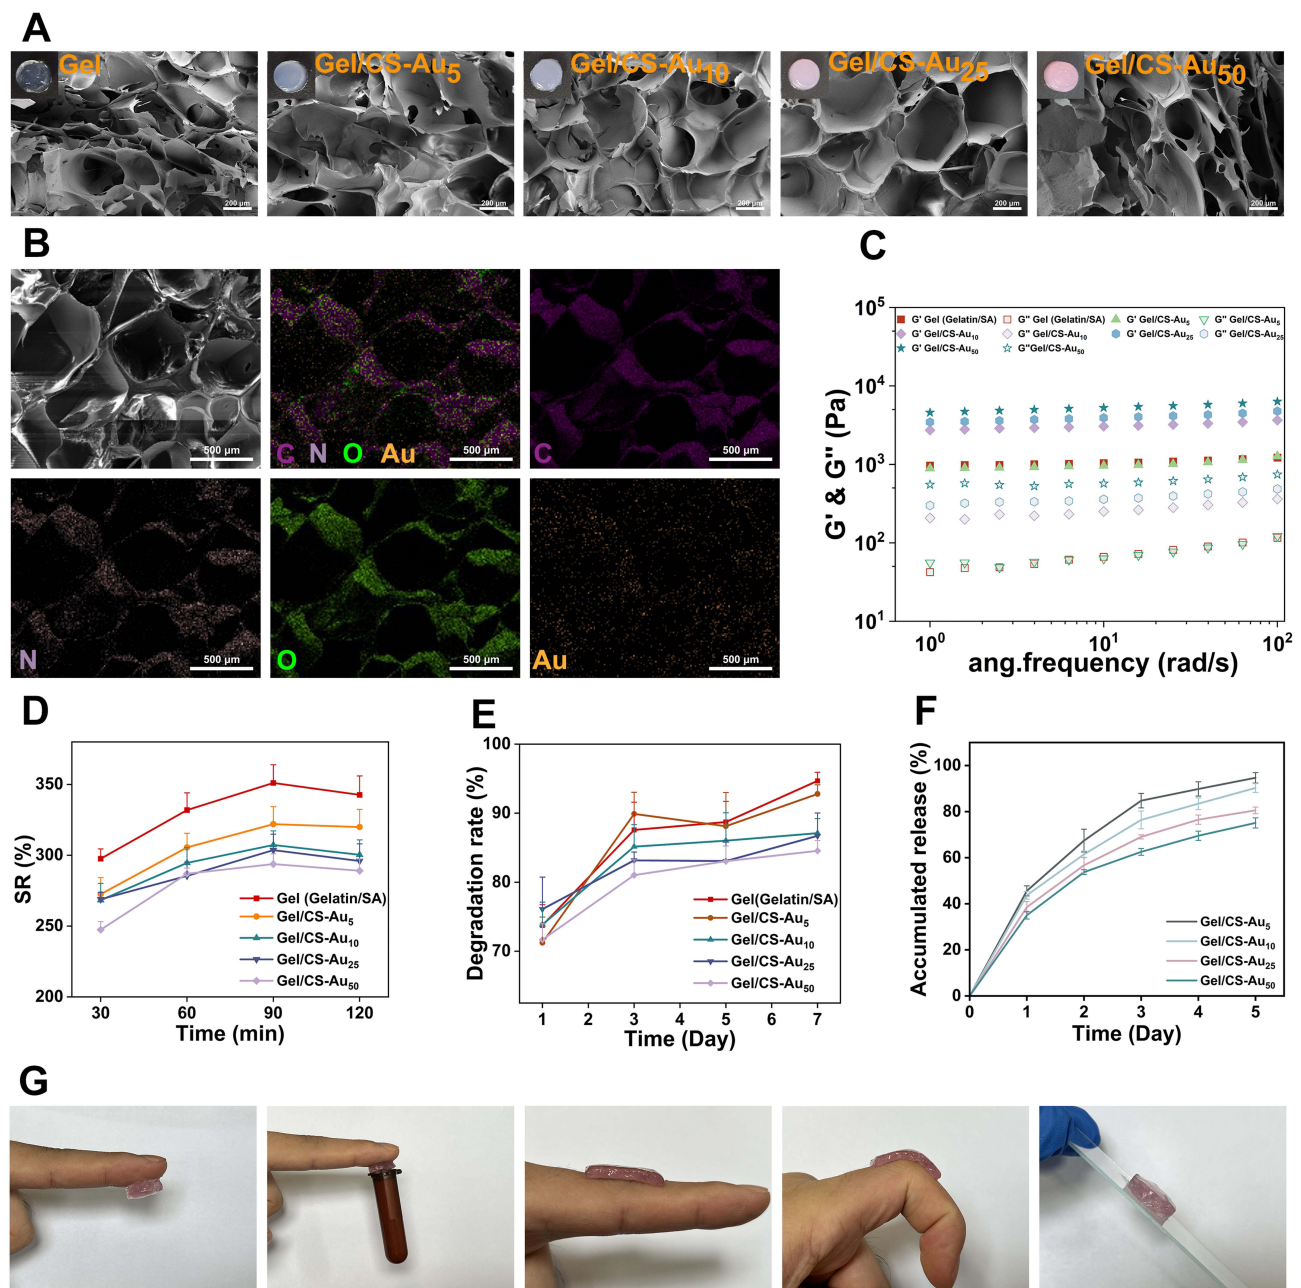 A
Gel
Gel/CS-Au5
Gel/CS-Au10
Gel/CS-Au25
Gel/CS-Au50
200 μm
200 μm
200 μm
200 μm
200 μm
B
C N O Au
500 μm
500 μm
C
500 μm
N
500 μm
O
500 μm
Au
500 μm
C
G' & G" (Pa)
10^5
10^4
10^3
10^2
10^1
G' Gel (Gelatin/SA)
G" Gel (Gelatin/SA)
G' Gel/CS-Au5
G" Gel/CS-Au5
G' Gel/CS-Au10
G" Gel/CS-Au10
G' Gel/CS-Au25
G" Gel/CS-Au25
G' Gel/CS-Au50
G"Gel/CS-Au50
10^0
10^1
10^2
ang.frequency (rad/s)
D
SR (%)
350
300
250
200
Gel (Gelatin/SA)
Gel/CS-Au5
Gel/CS-Au10
Gel/CS-Au25
Gel/CS-Au50
30 60 90 120
Time (min)
E
Degradation rate (%)
100
90
80
70
Gel(Gelatin/SA)
Gel/CS-Au5
Gel/CS-Au10
Gel/CS-Au25
Gel/CS-Au50
1 2 3 4 5 6 7
Time (Day)
F
Accumulated release (%)
100
80
60
40
20
0
Gel/CS-Au5
Gel/CS-Au10
Gel/CS-Au25
Gel/CS-Au50
0 1 2 3 4 5
Time (Day)
G